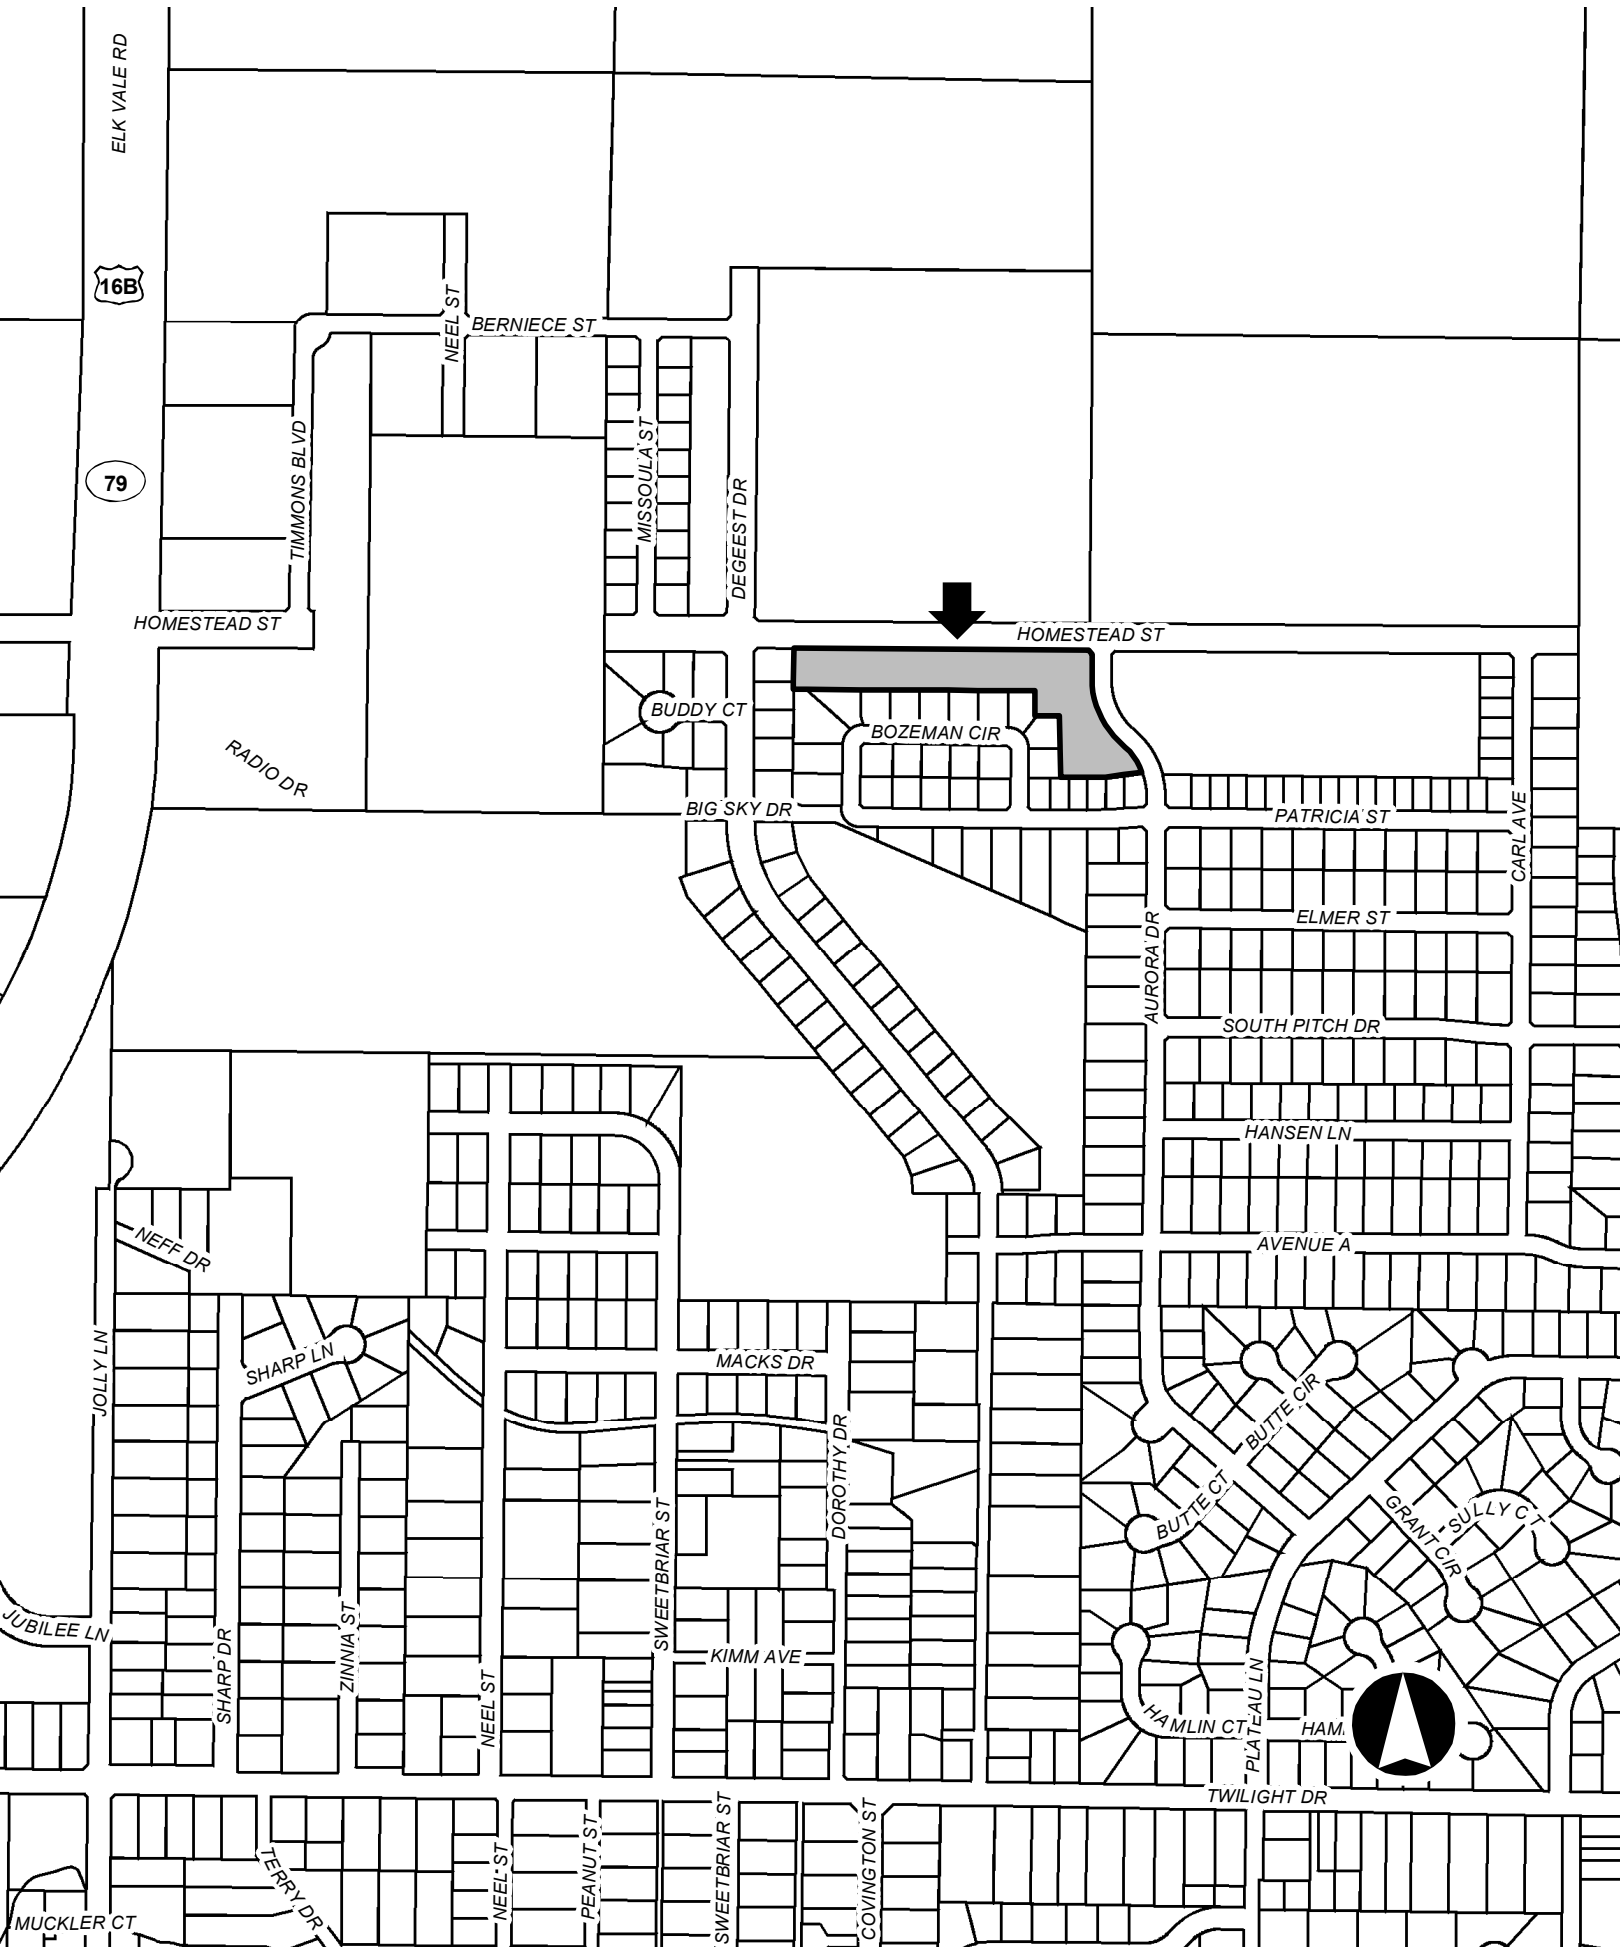 ELK VALE RD
16B
NEEL ST
BERNIECE ST
79
TIMMONS BLVD
MISSOULA ST
DEGEEST DR
HOMESTEAD ST
HOMESTEAD ST
BUDDY CT
BOZEMAN CIR
RADIO DR
BIG SKY DR
PATRICIA ST
CARL AVE
ELMER ST
AURORA DR
SOUTH PITCH DR
HANSEN LN
NEFF DR
AVENUE A
JOLLY LN
SHARP LN
MACKS DR
BUTTE CIR
DOROTHY DR
BUTTE CT
GRANT CIR
SULLY CT
SWEETBRIAR ST
JUBILEE LN
SHARP DR
ZINNIA ST
KIMM AVE
NEEL ST
PLATEAU LN
HAMLIN CT
HAML
TWILIGHT DR
TERRY DR
NEEL ST
PEANUT ST
SWEETBRIAR ST
COVINGTON ST
MUCKLER CT